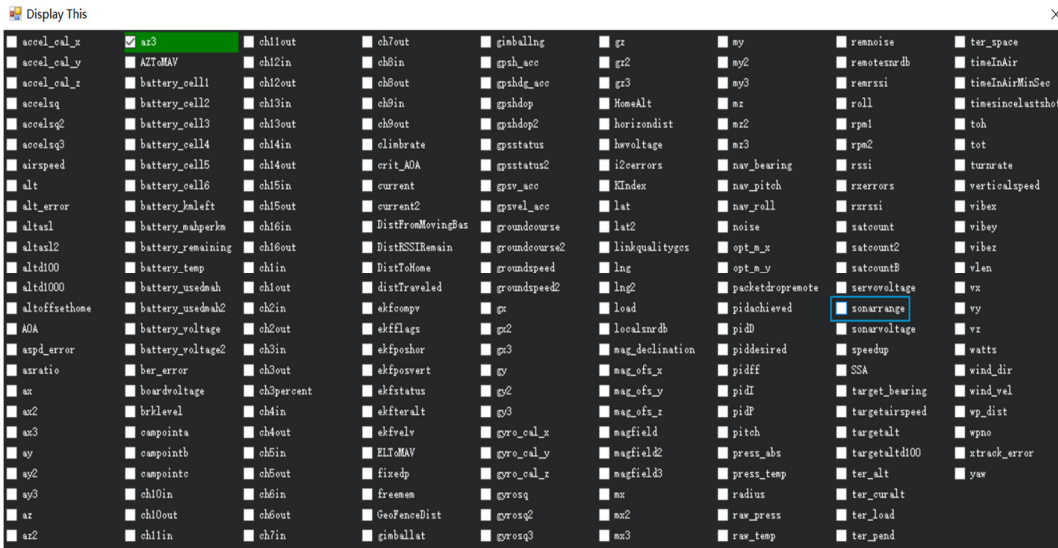 Display This
accel_cal_x
accel_cal_y
accel_cal_z
accelsq
accelsq2
accelsq3
airspeed
alt
alt_error
altasl
altasl2
altd100
altd1000
altoffsethome
AOA
aspd_error
asratio
ax
ax2
ax3
ay
ay2
ay3
az
az2
az3
AZToMAV
battery_cell1
battery_cell2
battery_cell3
battery_cell4
battery_cell5
battery_cell6
battery_kmleft
battery_mahperkm
battery_remaining
battery_temp
battery_usedmah
battery_usedmah2
battery_voltage
battery_voltage2
ber_error
boardvoltage
brklevel
campointa
campointb
campointc
ch10in
ch10out
ch11in
ch11out
ch12in
ch12out
ch13in
ch13out
ch14in
ch14out
ch15in
ch15out
ch16in
ch16out
ch1in
ch1out
ch2in
ch2out
ch3in
ch3out
ch3percent
ch4in
ch4out
ch5in
ch5out
ch6in
ch6out
ch7in
ch7out
ch8in
ch8out
ch9in
ch9out
climbrate
crit_AOA
current
current2
DistFromMovingBas
DistRSSIRemain
DistToHome
distTraveled
ekfcompv
ekfflags
ekfposhor
ekfposvert
ekfstatus
ekfteralt
ekfvelv
ELToMAV
fixedp
freemem
GeoFenceDist
gimballat
gimballng
gpsh_acc
gpshdg_acc
gpshdop
gpshdop2
gpsstatus
gpsstatus2
gpsv_acc
gpsvel_acc
groundcourse
groundcourse2
groundspeed
groundspeed2
gx
gx2
gx3
gy
gy2
gy3
gyro_cal_x
gyro_cal_y
gyro_cal_z
gyrosq
gyrosq2
gyrosq3
gz
gz2
gz3
HomeAlt
horizondist
hwvoltage
i2cerrors
KIndex
lat
lat2
linkqualitygcs
lng
lng2
load
localsnrdb
mag_declination
mag_ofs_x
mag_ofs_y
mag_ofs_z
magfield
magfield2
magfield3
mx
mx2
mx3
my
my2
my3
mz
mz2
mz3
nav_bearing
nav_pitch
nav_roll
noise
opt_m_x
opt_m_y
packetdropremote
pidachieved
pidD
piddesired
pidff
pidI
pidP
pitch
press_abs
press_temp
radius
raw_press
raw_temp
remnoise
remotesnrdb
remrssi
roll
rpm1
rpm2
rssi
rxerrors
rxrssi
satcount
satcount2
satcountB
servovoltage
sonarrange
sonarvoltage
speedup
SSA
target_bearing
targetairspeed
targetalt
targetaltd100
ter_alt
ter_curalt
ter_load
ter_pend
ter_space
timeInAir
timeInAirMinSec
timesincelastshot
toh
tot
turnrate
verticalspeed
vibex
vibey
vibez
vlen
vx
vy
vz
watts
wind_dir
wind_vel
wp_dist
wpno
xtrack_error
yaw